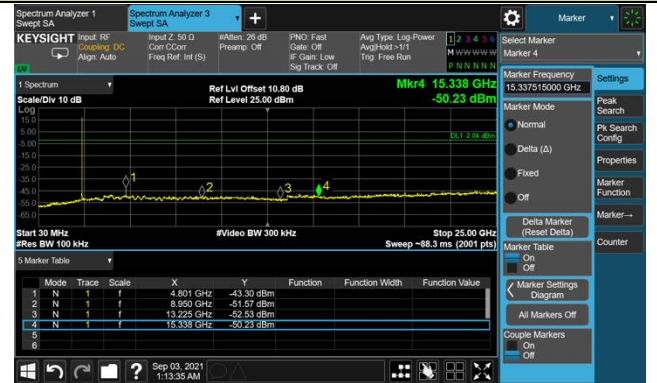 Spectrum Analyzer 1
Swept SA
Spectrum Analyzer 3
Swept SA
Marker
KEYSIGHT
Input: RF
Coupling: DC
Align: Auto
Input Z: 50 Ω
Corr CCorr
Freq Ref: Int (S)
#Atten: 26 dB
Preamp: Off
PNO: Fast
Gate: Off
IF Gain: Low
Sig Track: Off
Avg Type: Log-Power
Avg|Hold:>1/1
Trig: Free Run
1 2 3 4 5 6
M W W W W W
P N N N N N
Select Marker
Marker 4
1 Spectrum
Scale/Div 10 dB
Log
Ref Lvl Offset 10.80 dB
Ref Level 25.00 dBm
Mkr4 15.338 GHz
-50.23 dBm
15.0
5.00
-5.00
-15.0
-25.0
-35.0
-45.0
-55.0
-65.0
DL1 -2.04 dBm
1
2
3
4
Start 30 MHz
#Res BW 100 kHz
#Video BW 300 kHz
Stop 25.00 GHz
Sweep ~88.3 ms (2001 pts)
5 Marker Table
Mode Trace Scale X Y Function Function Width Function Value
1 N 1 f 4.801 GHz -43.30 dBm
2 N 1 f 8.950 GHz -51.57 dBm
3 N 1 f 13.225 GHz -52.53 dBm
4 N 1 f 15.338 GHz -50.23 dBm
5
6
Sep 03, 2021
1:13:35 AM
Marker Frequency
15.337515000 GHz
Marker Mode
Normal
Delta (Δ)
Fixed
Off
Delta Marker
(Reset Delta)
Marker Table
On
Off
Marker Settings
Diagram
All Markers Off
Couple Markers
On
Off
Settings
Peak
Search
Pk Search
Config
Properties
Marker
Function
Marker→
Counter